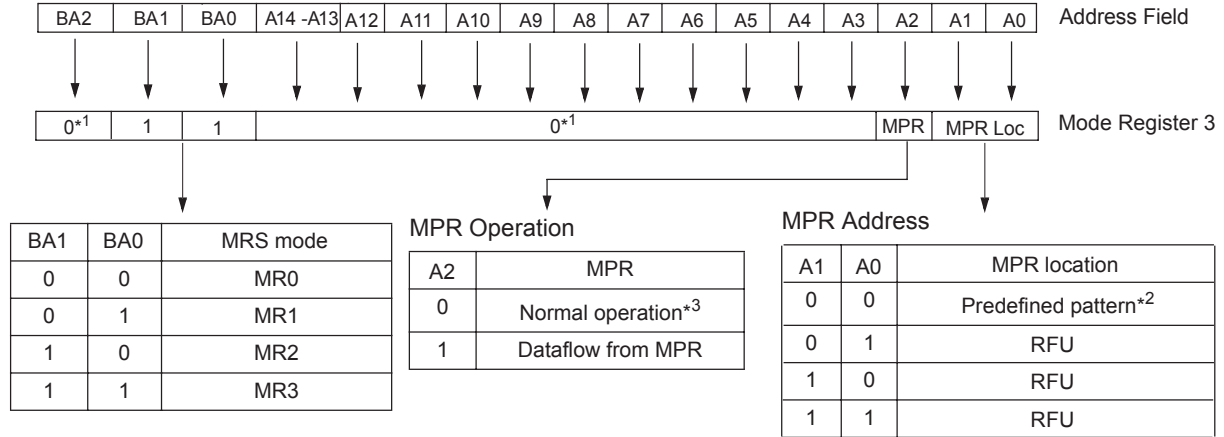 BA2 BA1 BA0 A14 -A13 A12 A11 A10 A9 A8 A7 A6 A5 A4 A3 A2 A1 A0 Address Field
0*1 1 1 0*1 MPR MPR Loc Mode Register 3
BA1 BA0 MRS mode
0 0 MR0
0 1 MR1
1 0 MR2
1 1 MR3
MPR Operation
A2 MPR
0 Normal operation*3
1 Dataflow from MPR
MPR Address
A1 A0 MPR location
0 0 Predefined pattern*2
0 1 RFU
1 0 RFU
1 1 RFU